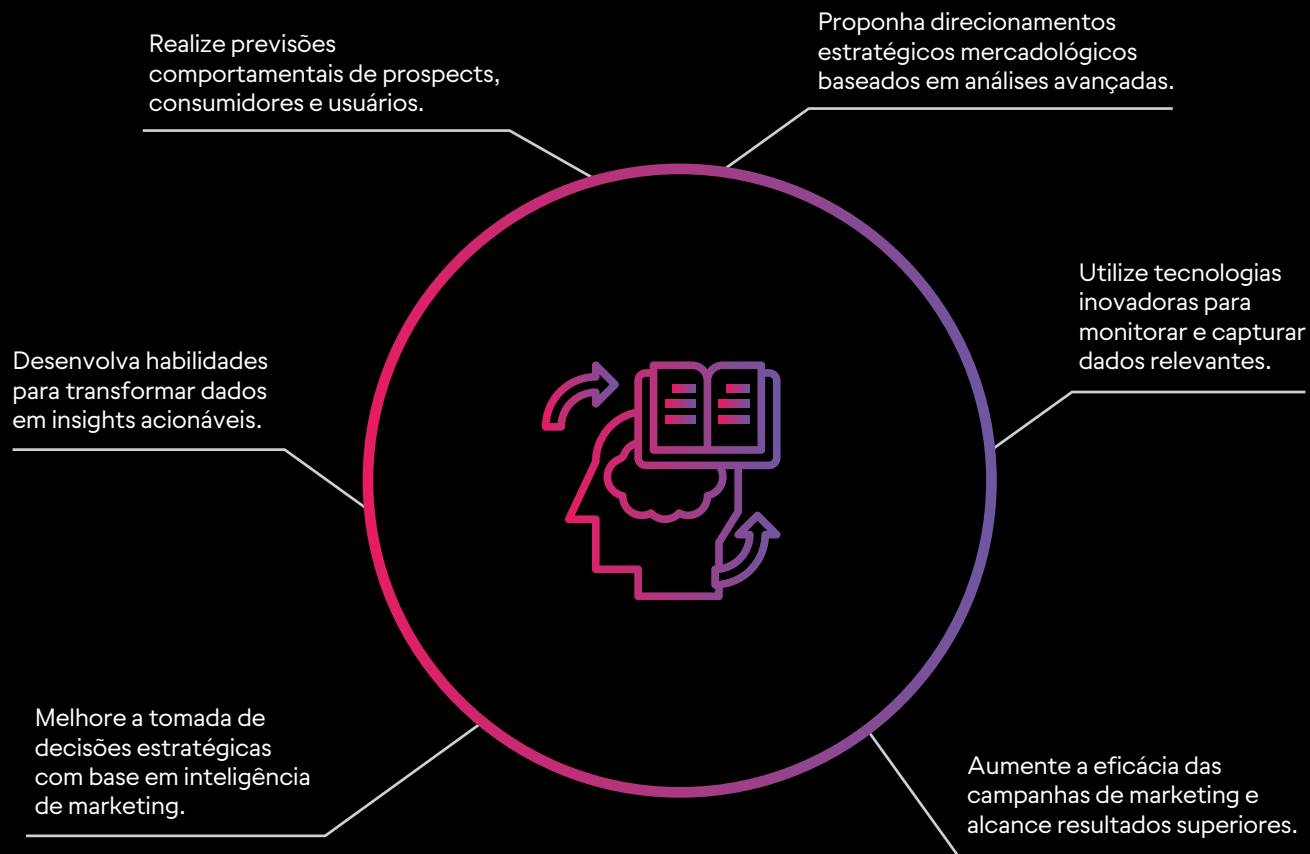 Realize previsões
comportamentais de prospects,
consumidores e usuários.
Proponha direcionamentos
estratégicos mercadológicos
baseados em análises avançadas.
Utilize tecnologias
inovadoras para
monitorar e capturar
dados relevantes.
Desenvolva habilidades
para transformar dados
em insights acionáveis.
Melhore a tomada de
decisões estratégicas
com base em inteligência
de marketing.
Aumente a eficácia das
campanhas de marketing e
alcance resultados superiores.